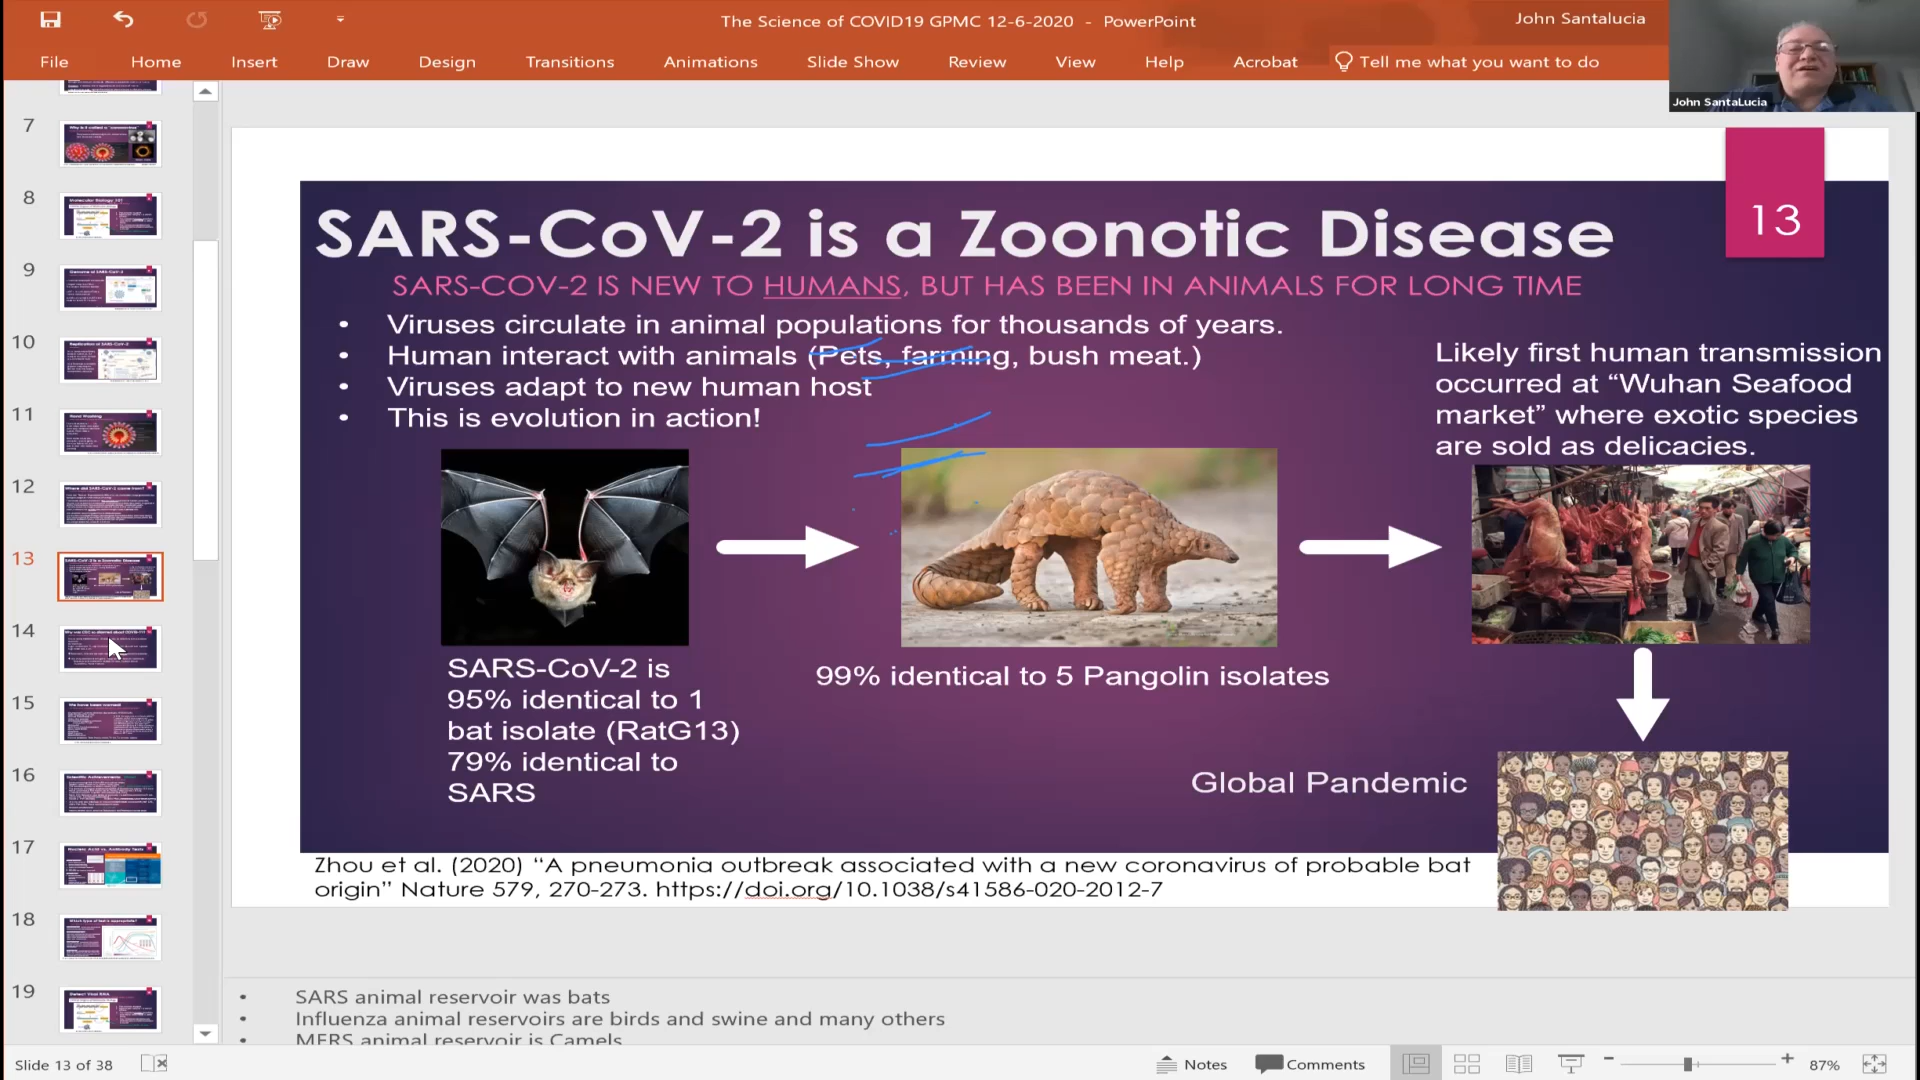 The Science of COVID19 GPMC 12-6-2020 - PowerPoint
John Santalucia
File Home Insert Draw Design Transitions Animations Slide Show Review View Help Acrobat Tell me what you want to do
John SantaLucia
7
8
9
10
11
12
13
14
15
16
17
18
19
13
SARS-CoV-2 is a Zoonotic Disease
SARS-COV-2 IS NEW TO HUMANS, BUT HAS BEEN IN ANIMALS FOR LONG TIME
• Viruses circulate in animal populations for thousands of years.
• Human interact with animals (Pets, farming, bush meat.)
• Viruses adapt to new human host
• This is evolution in action!
Likely first human transmission
occurred at “Wuhan Seafood
market” where exotic species
are sold as delicacies.
SARS-CoV-2 is
95% identical to 1
bat isolate (RatG13)
79% identical to
SARS
99% identical to 5 Pangolin isolates
Global Pandemic
Zhou et al. (2020) “A pneumonia outbreak associated with a new coronavirus of probable bat
origin” Nature 579, 270-273. https://doi.org/10.1038/s41586-020-2012-7
• SARS animal reservoir was bats
• Influenza animal reservoirs are birds and swine and many others
• MERS animal reservoir is Camels
Slide 13 of 38
Notes Comments 87%